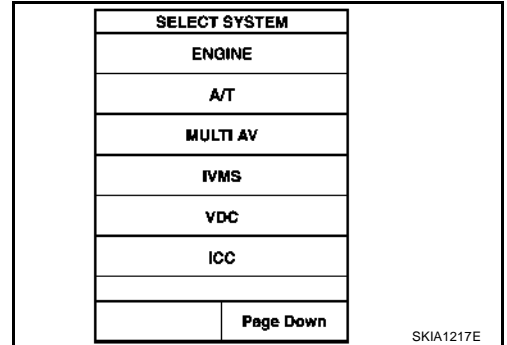 SELECT SYSTEM
ENGINE
A/T
MULTI AV
IVMS
VDC
ICC
Page Down
SKIA1217E